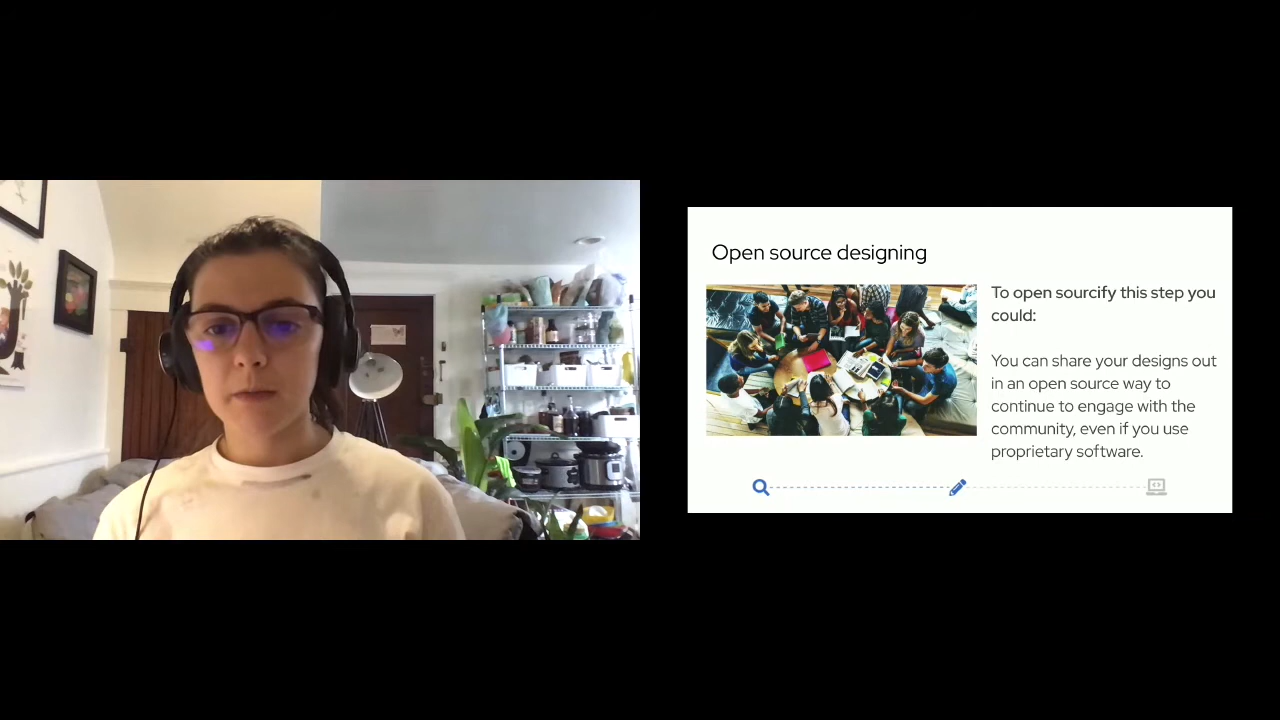 Open source designing
To open sourcify this step you
could:
You can share your designs out
in an open source way to
continue to engage with the
community, even if you use
proprietary software.